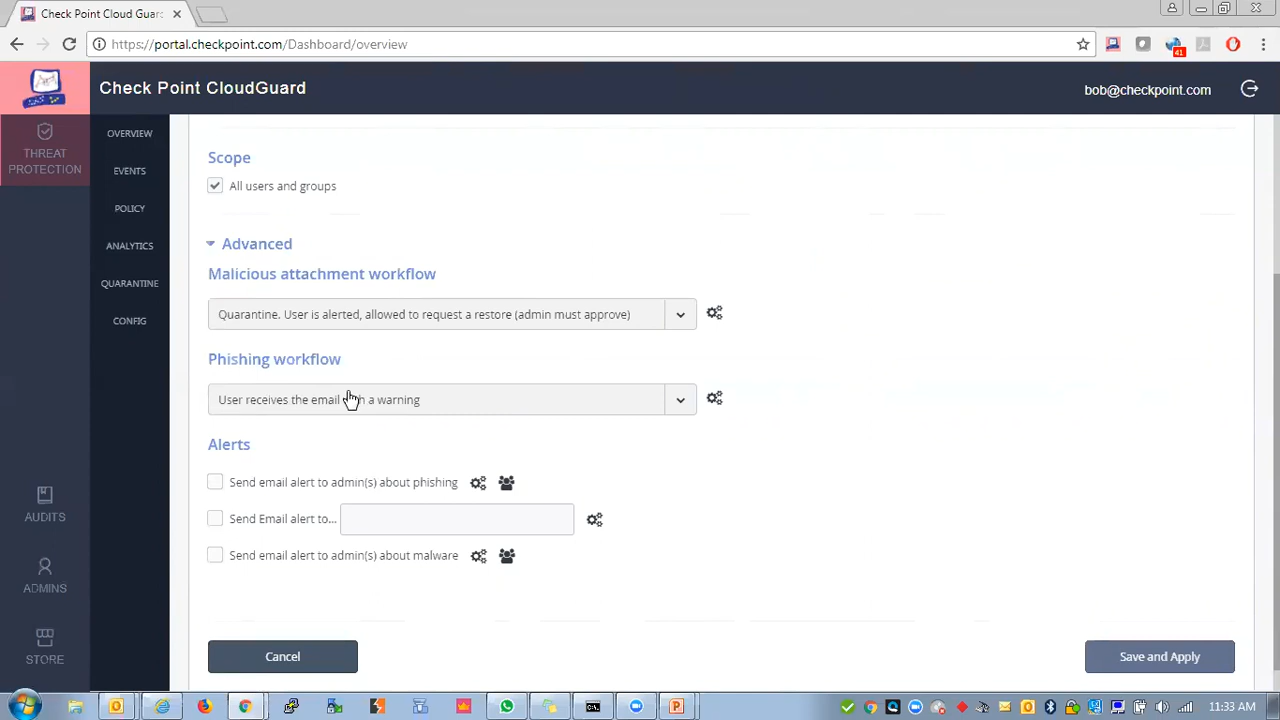 Check Point Cloud Guar
https://portal.checkpoint.com/Dashboard/overview
41
Check Point CloudGuard
bob@checkpoint.com
THREAT
PROTECTION
OVERVIEW
EVENTS
POLICY
ANALYTICS
QUARANTINE
CONFIG
AUDITS
ADMINS
STORE
Scope
All users and groups
Advanced
Malicious attachment workflow
Quarantine. User is alerted, allowed to request a restore (admin must approve)
Phishing workflow
User receives the email with a warning
Alerts
Send email alert to admin(s) about phishing
Send Email alert to...
Send email alert to admin(s) about malware
Cancel
Save and Apply
11:33 AM